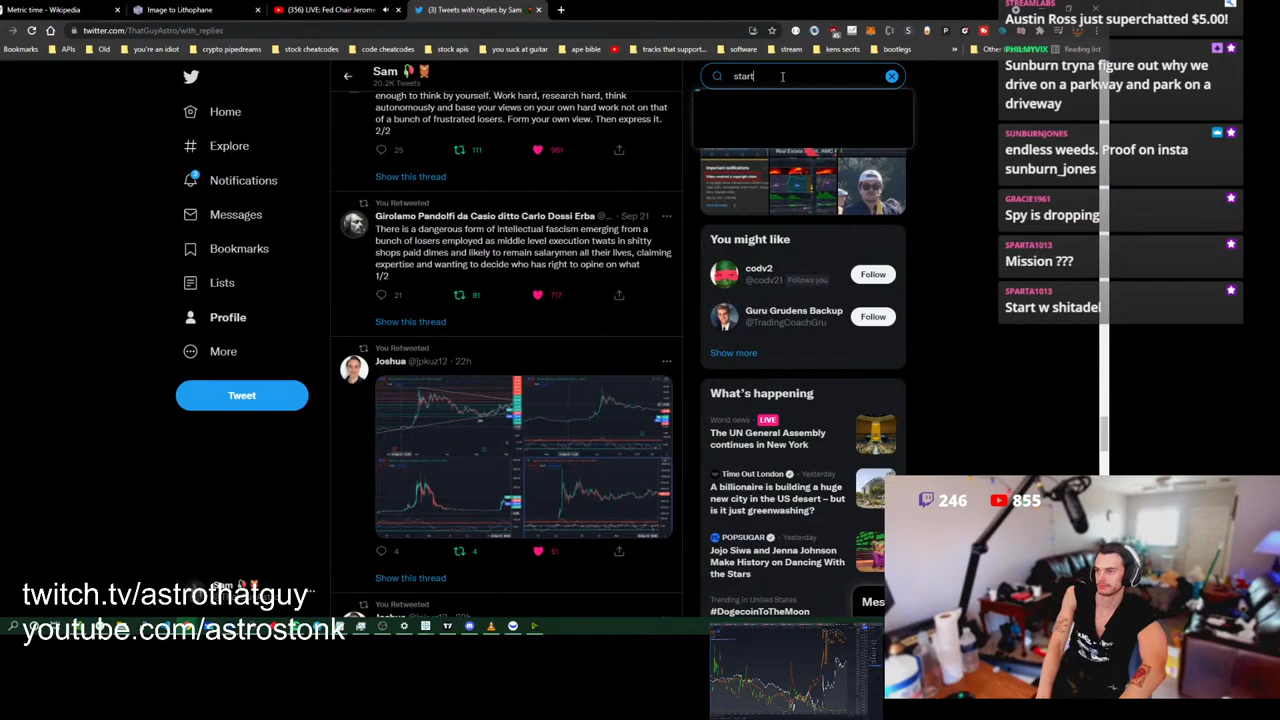 Metric time - Wikipedia
Image to Lithophane
(356) LIVE: Fed Chair Jerome
(3) Tweets with replies by Sam
twitter.com/ThatGuyAstro/with_replies
Bookmarks
APIs
Old
you're an idiot
crypto pipedreams
stock cheatcodes
code cheatcodes
stock apis
you suck at guitar
ape bible
tracks that support...
software
stream
kens secrts
bootlegs
Reading list
Home
Explore
Notifications
Messages
Bookmarks
Lists
Profile
More
Tweet
Sam
20.2K Tweets
enough to think by yourself. Work hard, research hard, think
autonomously and base your views on your own hard work not on that
of a bunch of frustrated losers. Form your own view. Then express it.
2/2
25 111 981
Show this thread
You Retweeted
Girolamo Pandolfi da Casio ditto Carlo Dossi Erba @... · Sep 21
There is a dangerous form of intellectual fascism emerging from a
bunch of losers employed as middle level execution twats in shitty
shops paid dimes and likely to remain salarymen all their lives, claiming
expertise and wanting to decide who has right to opine on what
1/2
21 81 717
Show this thread
You Retweeted
Joshua @jpkuz12 · 22h
4 4 51
Show this thread
You Retweeted
start
Real Estate R.. AMC A
Important notifications
You might like
codv2
@codv21 Follows you
Follow
Guru Grudens Backup
@TradingCoachGru
Follow
Show more
What's happening
World news LIVE
The UN General Assembly
continues in New York
Time Out London · Yesterday
A billionaire is building a huge
new city in the US desert – but
is it just greenwashing?
POPSUGAR · Yesterday
Jojo Siwa and Jenna Johnson
Make History on Dancing With
the Stars
Trending in United States
#DogecoinToTheMoon
Mes
STREAMLABS
Austin Ross just superchatted $5.00!
PHILMYVIX
Sunburn tryna figure out why we
drive on a parkway and park on a
driveway
SUNBURNJONES
endless weeds. Proof on insta
sunburn_jones
GRACIE1961
Spy is dropping
SPARTA1013
Mission ???
SPARTA1013
Start w shitadel
246 855
Sam
twitch.tv/astrothatguy
youtube.com/astrostonk